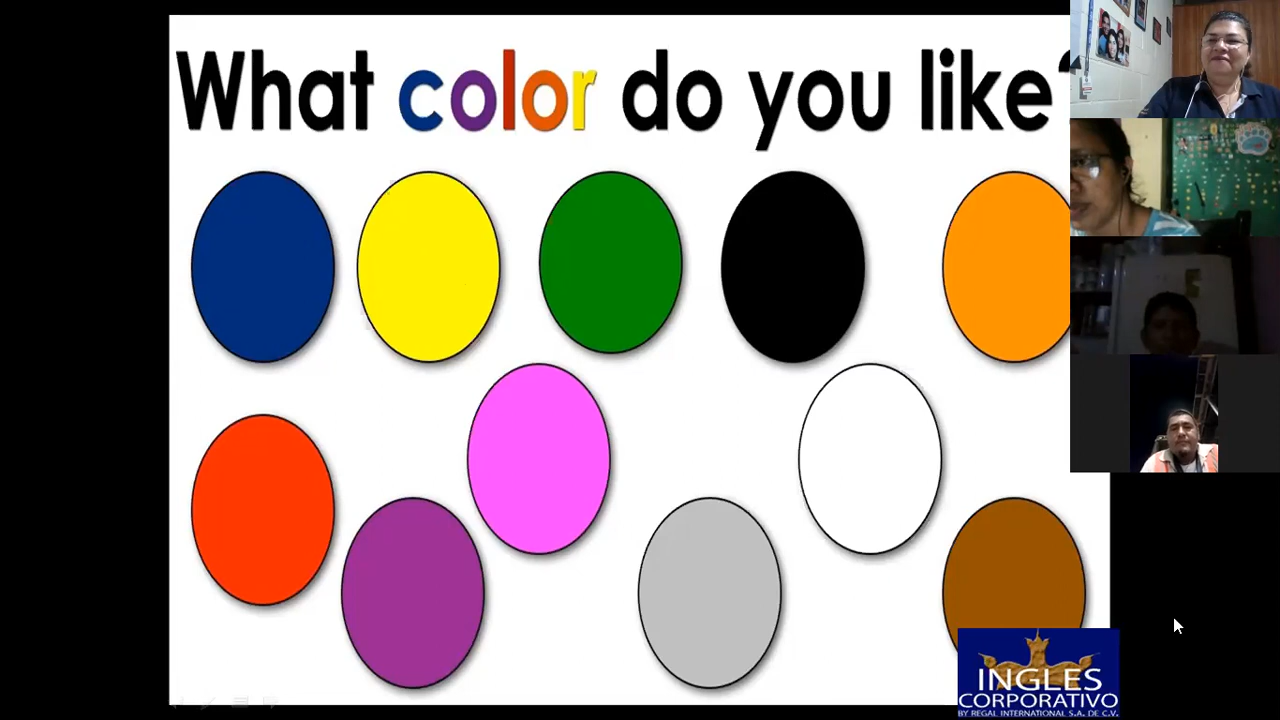 What color do you like?
INGLES
CORPORATIVO
BY REGAL INTERNATIONAL S.A. DE C.V.